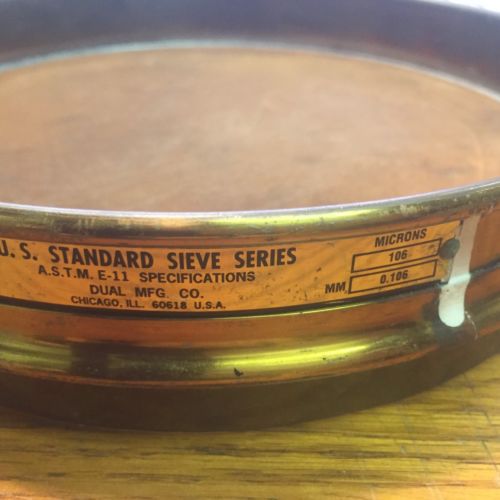 U. S. STANDARD SIEVE SERIES
A.S.T.M. E-11 SPECIFICATIONS
DUAL MFG. CO.
CHICAGO, ILL. 60618 U.S.A.
MICRONS
106
MM 0.106